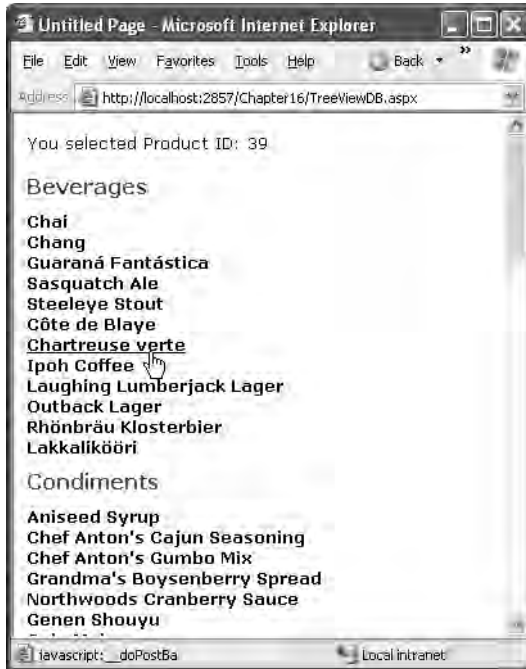 Untitled Page - Microsoft Internet Explorer
File Edit View Favorites Tools Help Back »
Address http://localhost:2857/Chapter16/TreeViewDB.aspx
You selected Product ID: 39
Beverages
Chai
Chang
Guaraná Fantástica
Sasquatch Ale
Steeleye Stout
Côte de Blaye
Chartreuse verte
Ipoh Coffee
Laughing Lumberjack Lager
Outback Lager
Rhönbräu Klosterbier
Lakkalikööri
Condiments
Aniseed Syrup
Chef Anton's Cajun Seasoning
Chef Anton's Gumbo Mix
Grandma's Boysenberry Spread
Northwoods Cranberry Sauce
Genen Shouyu
javascript:__doPostBa Local intranet